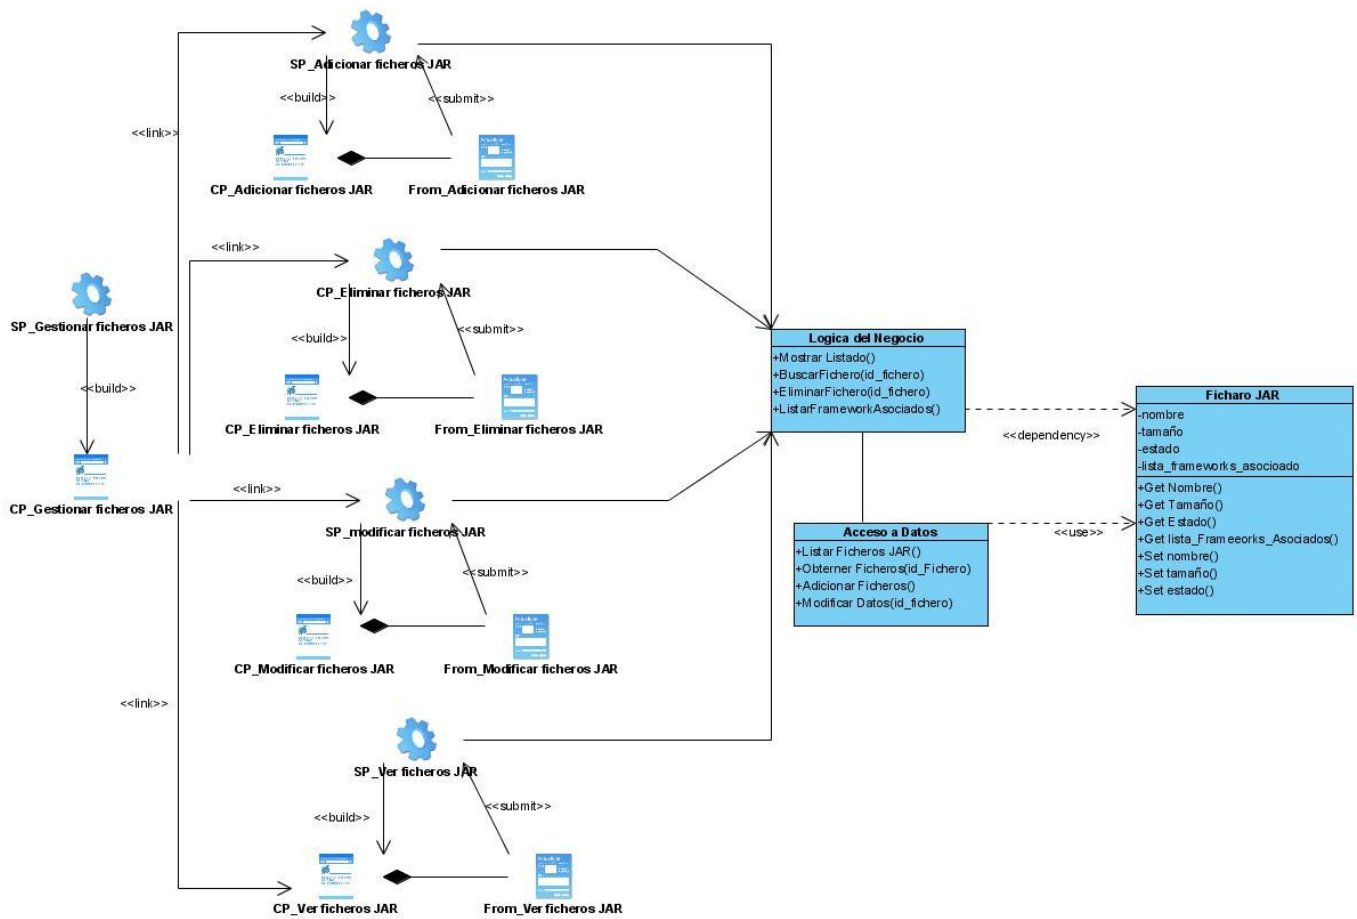 SP_Adicionar ficheros JAR
<<build>>
<<submit>>
<<link>>
CP_Adicionar ficheros JAR
From_Adicionar ficheros JAR
<<link>>
CP_Eliminar ficheros JAR
SP_Gestionar ficheros JAR
<<build>>
<<submit>>
<<build>>
CP_Eliminar ficheros JAR
From_Eliminar ficheros JAR
CP_Gestionar ficheros JAR
<<link>>
SP_modificar ficheros JAR
<<build>>
<<submit>>
CP_Modificar ficheros JAR
From_Modificar ficheros JAR
<<link>>
SP_Ver ficheros JAR
<<build>>
<<submit>>
CP_Ver ficheros JAR
From_Ver ficheros JAR
Logica del Negocio
+Mostrar Listado()
+BuscarFichero(id_fichero)
+EliminarFichero(id_fichero)
+ListarFrameworkAsociados()
<<dependency>>
Acceso a Datos
+Listar Ficheros JAR()
+Obterner Ficheros(id_Fichero)
+Adicionar Ficheros()
+Modificar Datos(id_fichero)
<<use>>
Ficharo JAR
-nombre
-tamaño
-estado
-lista_frameworks_asocioado
+Get Nombre()
+Get Tamaño()
+Get Estado()
+Get lista_Frameeorks_Asociados()
+Set nombre()
+Set tamaño()
+Set estado()